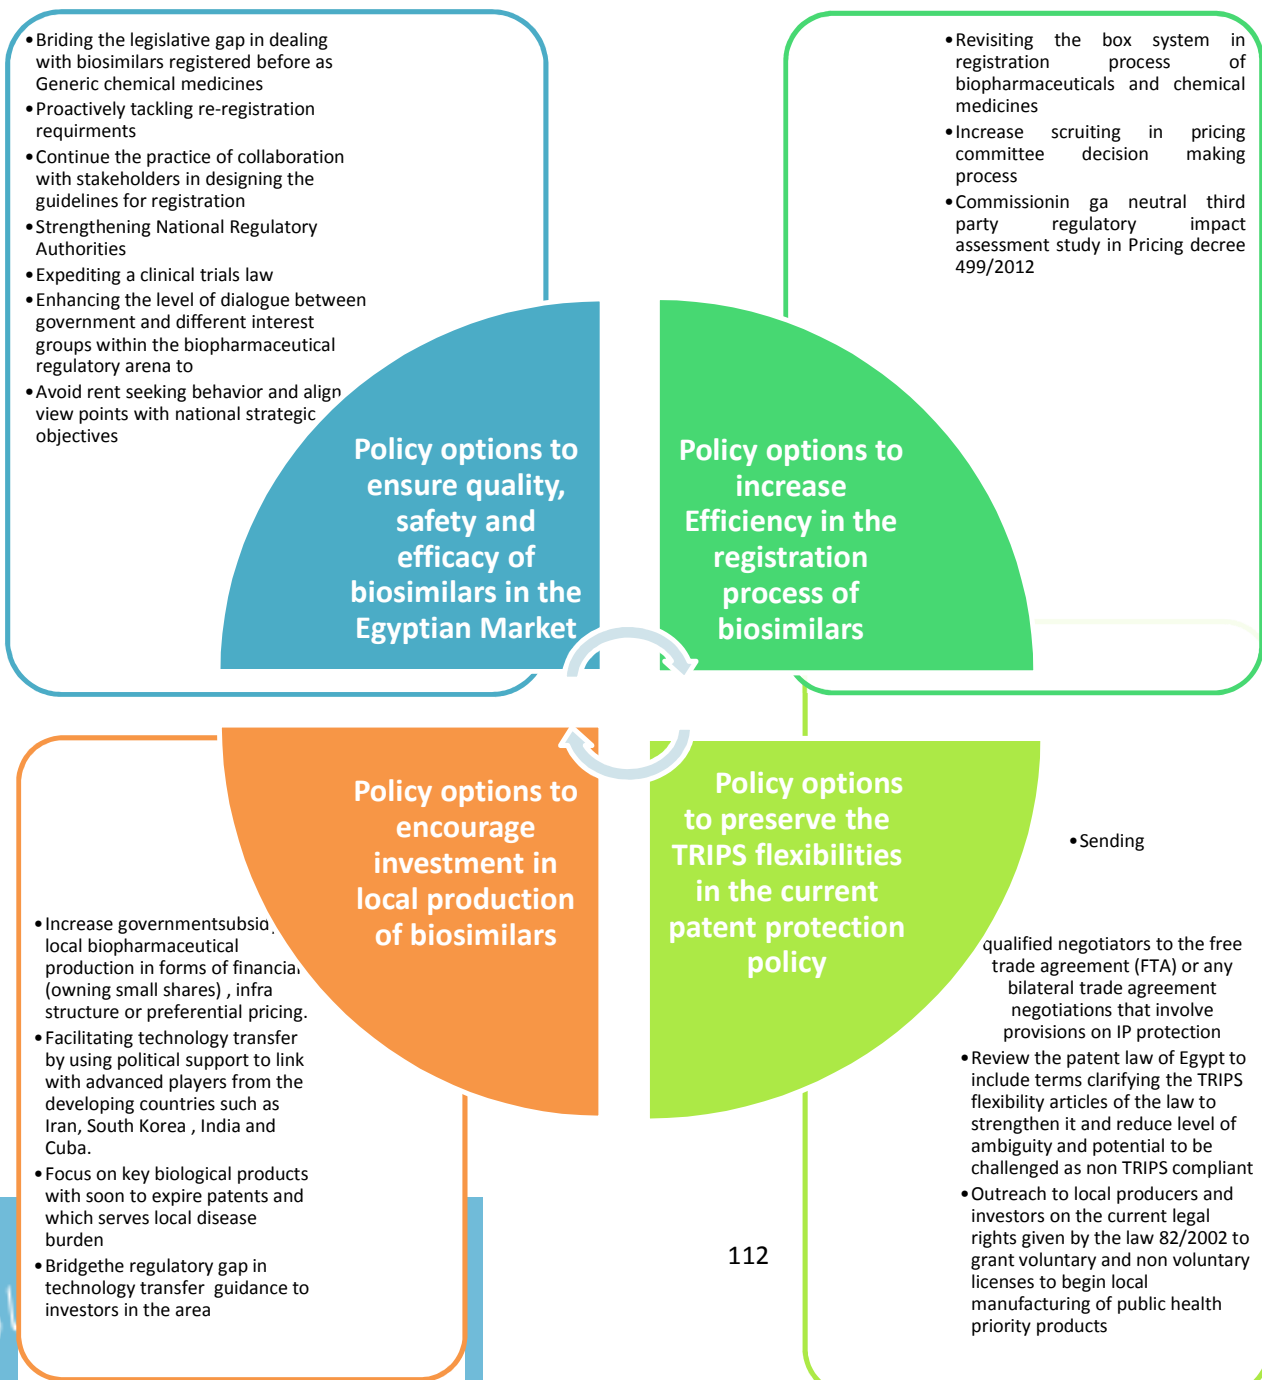 •Briding the legislative gap in dealing
with biosimilars registered before as
Generic chemical medicines
•Proactively tackling re-registration
requirments
•Continue the practice of collaboration
with stakeholders in designing the
guidelines for registration
•Strengthening National Regulatory
Authorities
•Expediting a clinical trials law
•Enhancing the level of dialogue between
government and different interest
groups within the biopharmaceutical
regulatory arena to
•Avoid rent seeking behavior and align
view points with national strategic
objectives
Policy options to
ensure quality,
safety and
efficacy of
biosimilars in the
Egyptian Market
•Revisiting the box system in
registration process of
biopharmaceuticals and chemical
medicines
•Increase scruiting in pricing
committee decision making
process
•Commissionin ga neutral third
party regulatory impact
assessment study in Pricing decree
499/2012
Policy options to
increase
Efficiency in the
registration
process of
biosimilars
Policy options to
encourage
investment in
local production
of biosimilars
•Increase government
local biopharmaceutical
production in forms of
(owning small shares) , infra
structure or preferential pricing.
•Facilitating technology transfer
by using political support to link
with advanced players from the
developing countries such as
Iran, South Korea , India and
Cuba.
•Focus on key biological products
with soon to expire patents and
which serves local disease
burden
•Bridgethe regulatory gap in
technology transfer guidance to
investors in the area
Policy options
to preserve the
TRIPS flexibilities
in the current
patent protection
policy
•Sending
qualified negotiators to the free
trade agreement (FTA) or any
bilateral trade agreement
negotiations that involve
provisions on IP protection
•Review the patent law of Egypt to
include terms clarifying the TRIPS
flexibility articles of the law to
strengthen it and reduce level of
ambiguity and potential to be
challenged as non TRIPS compliant
•Outreach to local producers and
investors on the current legal
rights given by the law 82/2002 to
grant voluntary and non voluntary
licenses to begin local
manufacturing of public health
priority products
112